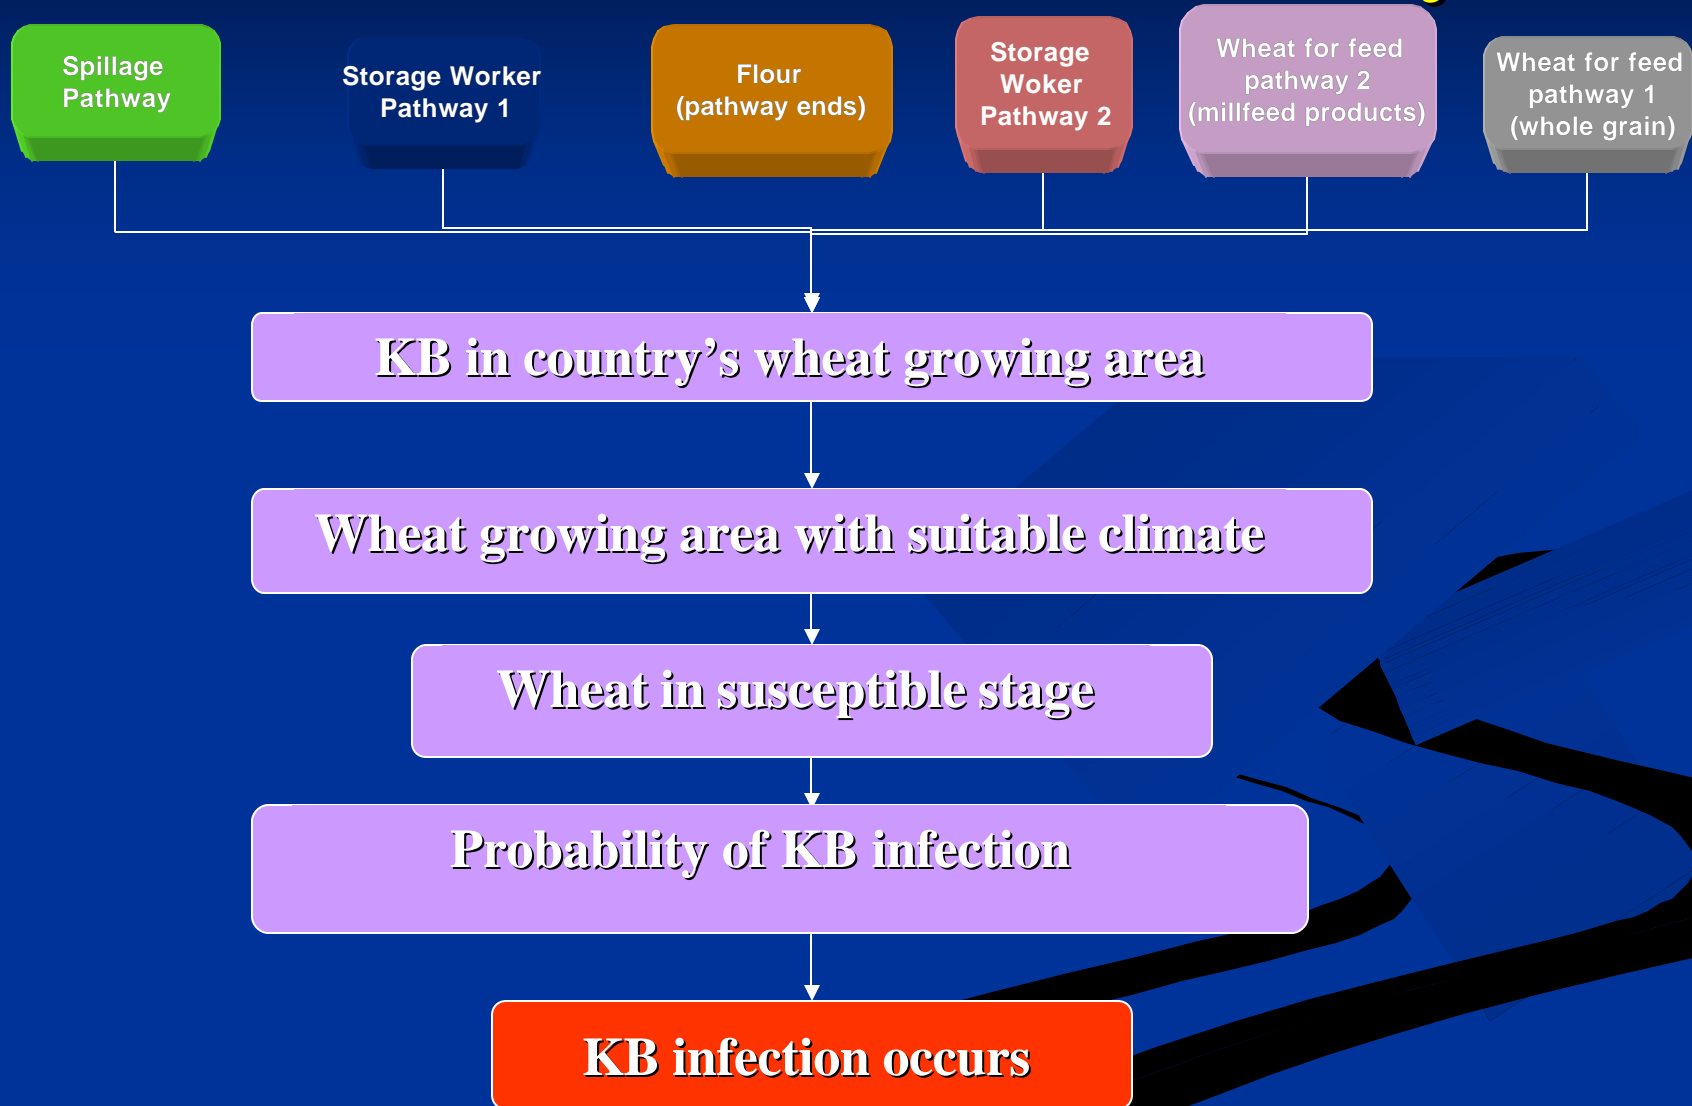 Spillage
Pathway
Storage Worker
Pathway 1
Flour
(pathway ends)
Storage
Woker
Pathway 2
Wheat for feed
pathway 2
(millfeed products)
Wheat for feed
pathway 1
(whole grain)
KB in country’s wheat growing area
Wheat growing area with suitable climate
Wheat in susceptible stage
Probability of KB infection
KB infection occurs